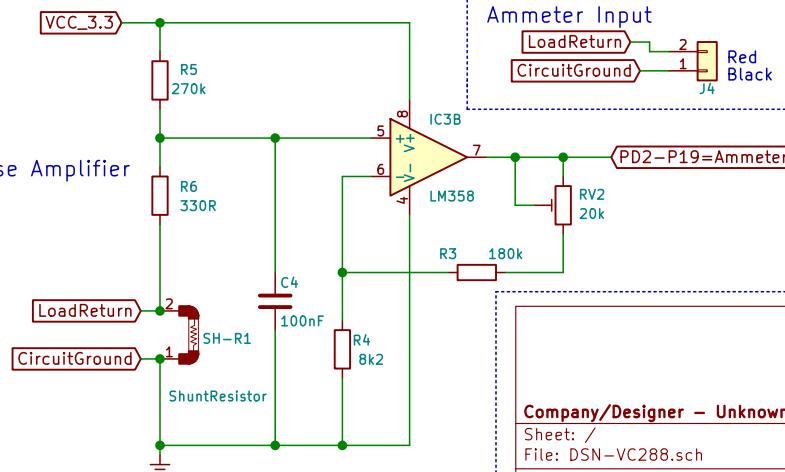 Ammeter Input
VCC_3.3
LoadReturn
2
CircuitGround
1
Red
Black
J4
R5
270k
8
IC3B
5
++
V+
7
PD2-P19=Ammeter
6
V-
4
LM358
se Amplifier
R6
330R
RV2
20k
R3
180k
C4
100nF
LoadReturn
2
SH-R1
R4
8k2
CircuitGround
1
ShuntResistor
Company/Designer - Unknown
Sheet: /
File: DSN-VC288.sch